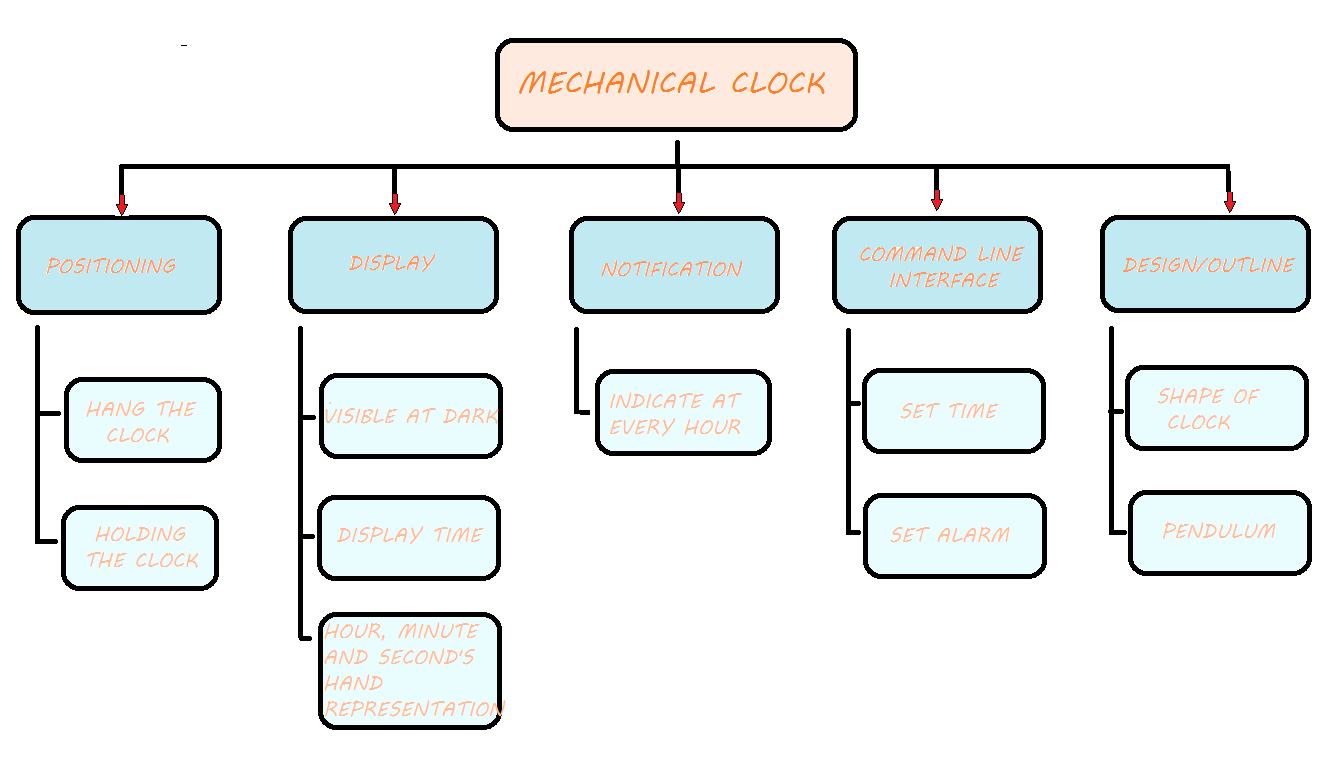 MECHANICAL CLOCK
POSITIONING
HANG THE
CLOCK
HOLDING
THE CLOCK
DISPLAY
VISIBLE AT DARK
DISPLAY TIME
HOUR, MINUTE
AND SECOND'S
HAND
REPRESENTATION
NOTIFICATION
INDICATE AT
EVERY HOUR
COMMAND LINE
INTERFACE
SET TIME
SET ALARM
DESIGN/OUTLINE
SHAPE OF
CLOCK
PENDULUM